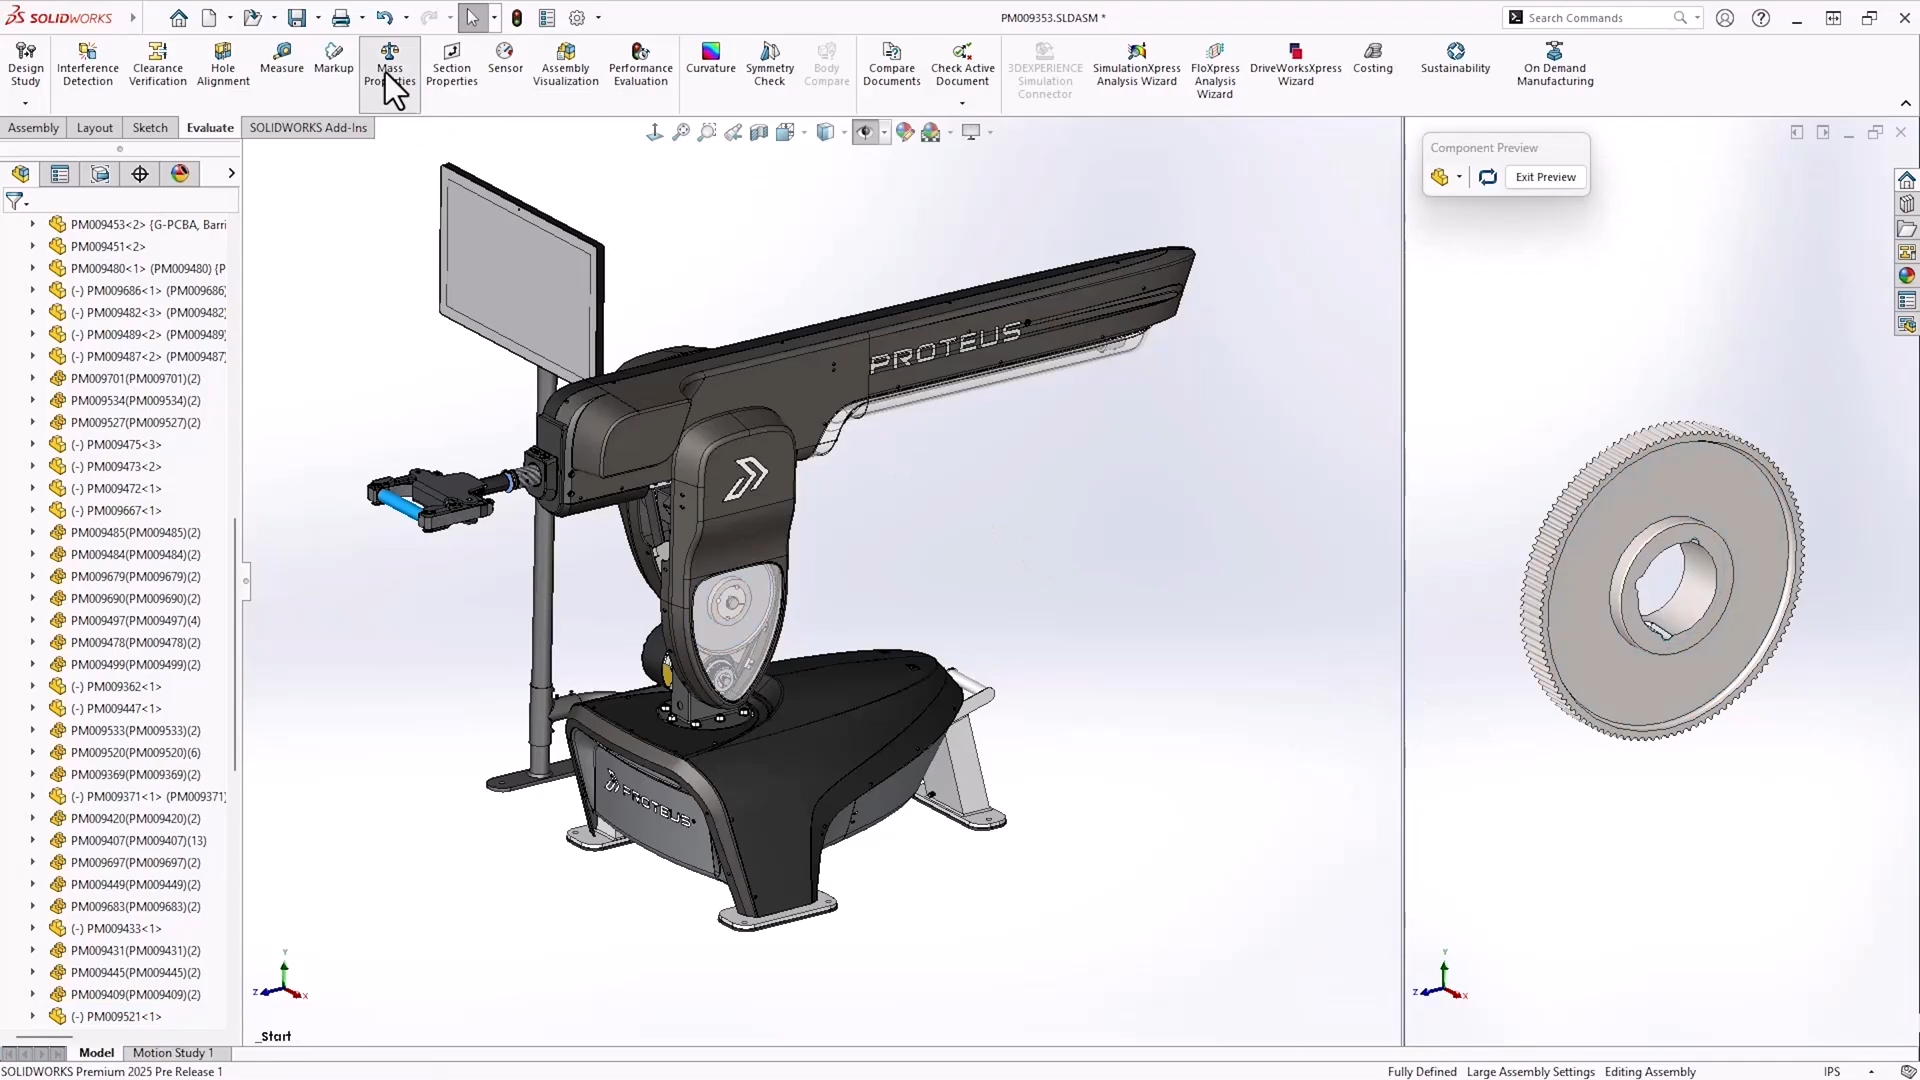 SOLIDWORKS
PM009353.SLDASM *
Search Commands
Design Study
Interference Detection
Clearance Verification
Hole Alignment
Measure
Markup
Mass Properties
Section Properties
Sensor
Assembly Visualization
Performance Evaluation
Curvature
Symmetry Check
Body Compare
Compare Documents
Check Active Document
3DEXPERIENCE Simulation Connector
SimulationXpress Analysis Wizard
FloXpress Analysis Wizard
DriveWorksXpress Wizard
Costing
Sustainability
On Demand Manufacturing
Assembly
Layout
Sketch
Evaluate
SOLIDWORKS Add-Ins
PM009453<2> {G-PCBA, Barri
PM009451<2>
PM009480<1> (PM009480) {P
(-) PM009686<1> (PM009686)
(-) PM009482<3> (PM009482)
(-) PM009489<2> (PM009489)
(-) PM009487<2> (PM009487)
PM009701(PM009701)(2)
PM009534(PM009534)(2)
PM009527(PM009527)(2)
(-) PM009475<3>
(-) PM009473<2>
(-) PM009472<1>
(-) PM009667<1>
PM009485(PM009485)(2)
PM009484(PM009484)(2)
PM009679(PM009679)(2)
PM009690(PM009690)(2)
PM009497(PM009497)(4)
PM009478(PM009478)(2)
PM009499(PM009499)(2)
(-) PM009362<1>
(-) PM009447<1>
PM009533(PM009533)(2)
PM009520(PM009520)(6)
PM009369(PM009369)(2)
(-) PM009371<1> (PM009371)
PM009420(PM009420)(2)
PM009407(PM009407)(13)
PM009697(PM009697)(2)
PM009449(PM009449)(2)
PM009683(PM009683)(2)
(-) PM009433<1>
PM009431(PM009431)(2)
PM009445(PM009445)(2)
PM009409(PM009409)(2)
(-) PM009521<1>
PROTEUS
PROTEUS
Y
Z
X
_Start
Component Preview
Exit Preview
Y
Z
X
Model
Motion Study 1
SOLIDWORKS Premium 2025 Pre Release 1
Fully Defined
Large Assembly Settings
Editing Assembly
IPS